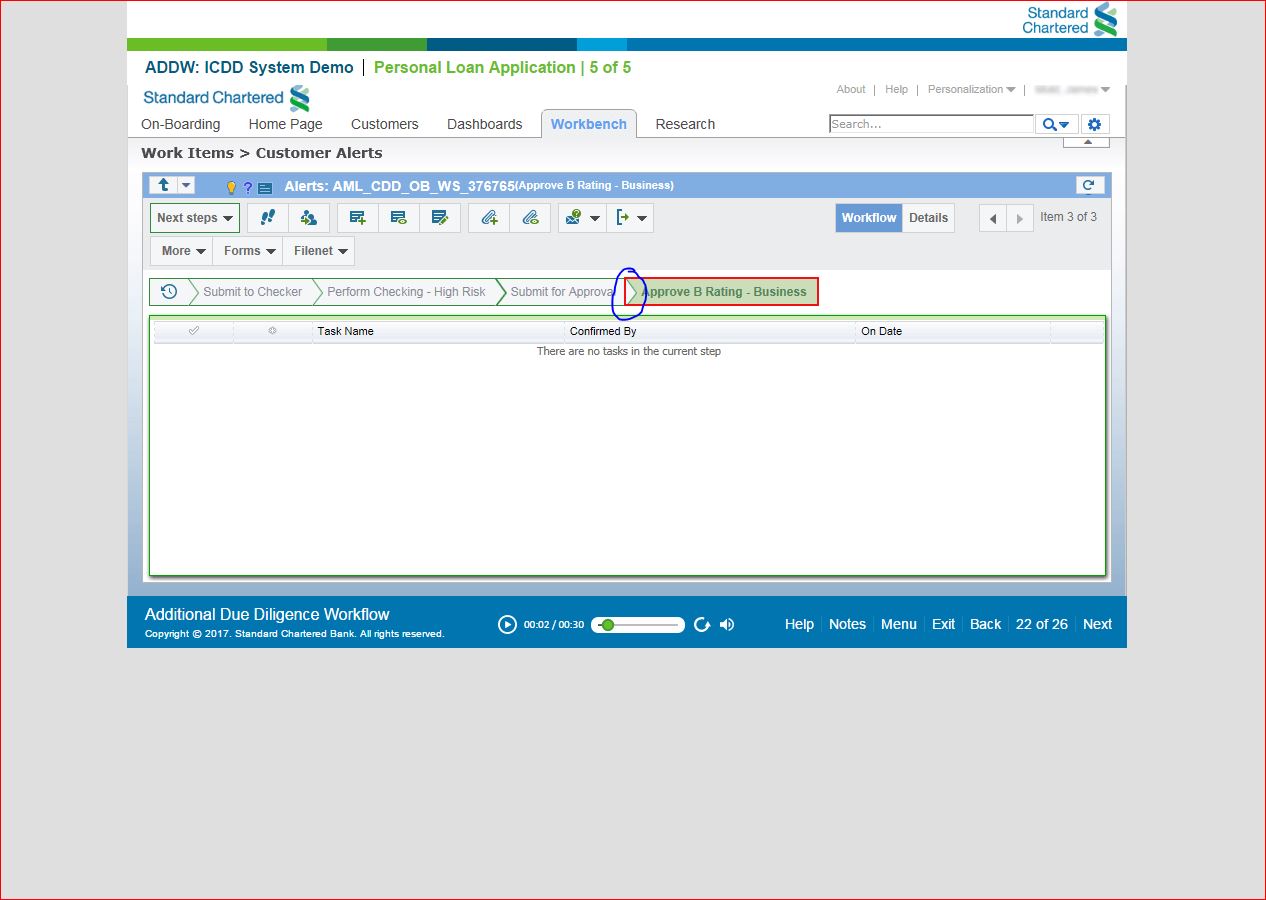 Standard
Chartered
ADDW: ICDD System Demo | Personal Loan Application | 5 of 5
Standard Chartered
About | Help | Personalization |
On-Boarding Home Page Customers Dashboards Workbench Research Search...
Work Items > Customer Alerts
Alerts: AML_CDD_OB_WS_376765(Approve B Rating - Business)
Next steps Workflow Details Item 3 of 3
More Forms Filenet
Submit to Checker Perform Checking - High Risk Submit for Approva Approve B Rating - Business
Task Name Confirmed By On Date
There are no tasks in the current step
Additional Due Diligence Workflow
Copyright © 2017. Standard Chartered Bank. All rights reserved.
00:02 / 00:30
Help Notes Menu Exit Back 22 of 26 Next